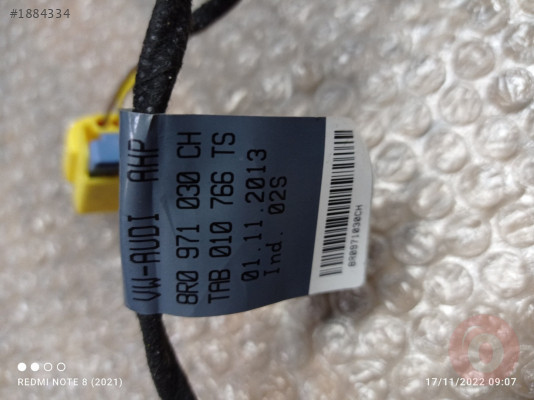 #1884334
VW-AUDI AHP
8R0 971 030 CH
TAB 010 766 TS
01.11.2013
Ind. 02S
8R0971030CH
REDMI NOTE 8 (2021)
17/11/2022 09:07